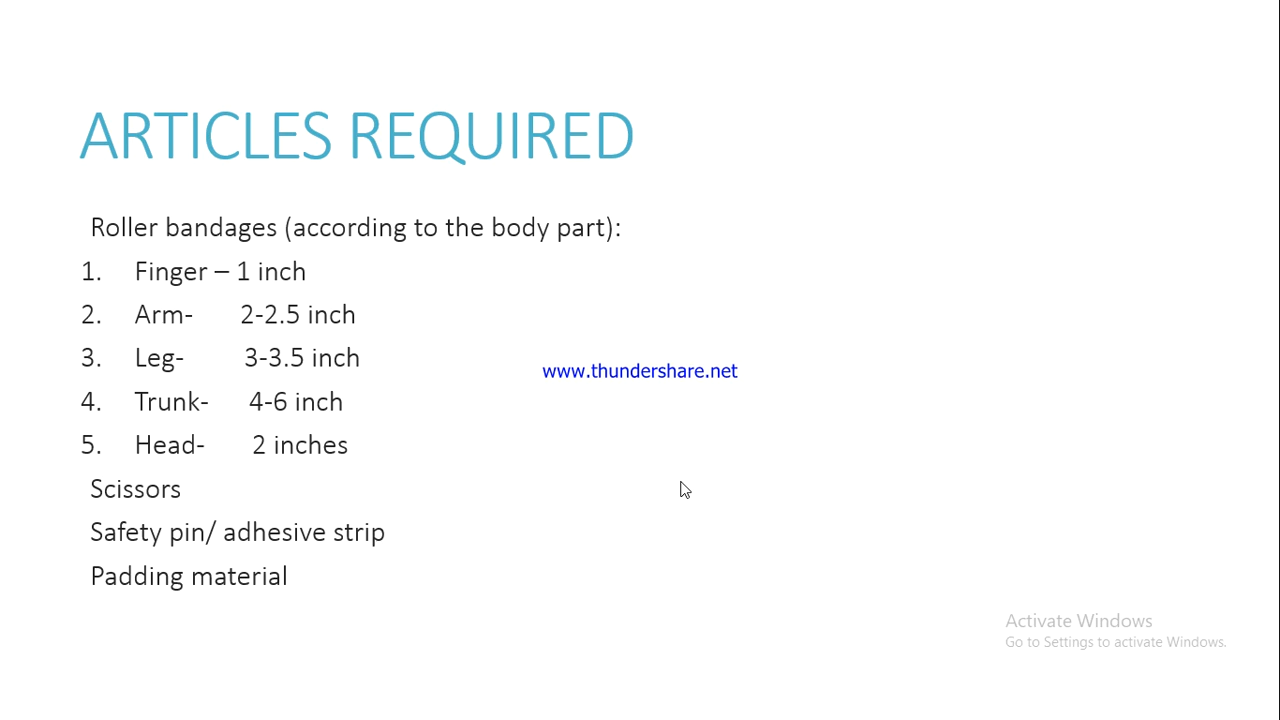 ARTICLES REQUIRED
Roller bandages (according to the body part):
1. Finger – 1 inch
2. Arm- 2-2.5 inch
3. Leg- 3-3.5 inch
www.thundershare.net
4. Trunk- 4-6 inch
5. Head- 2 inches
Scissors
Safety pin/ adhesive strip
Padding material
Activate Windows
Go to Settings to activate Windows.